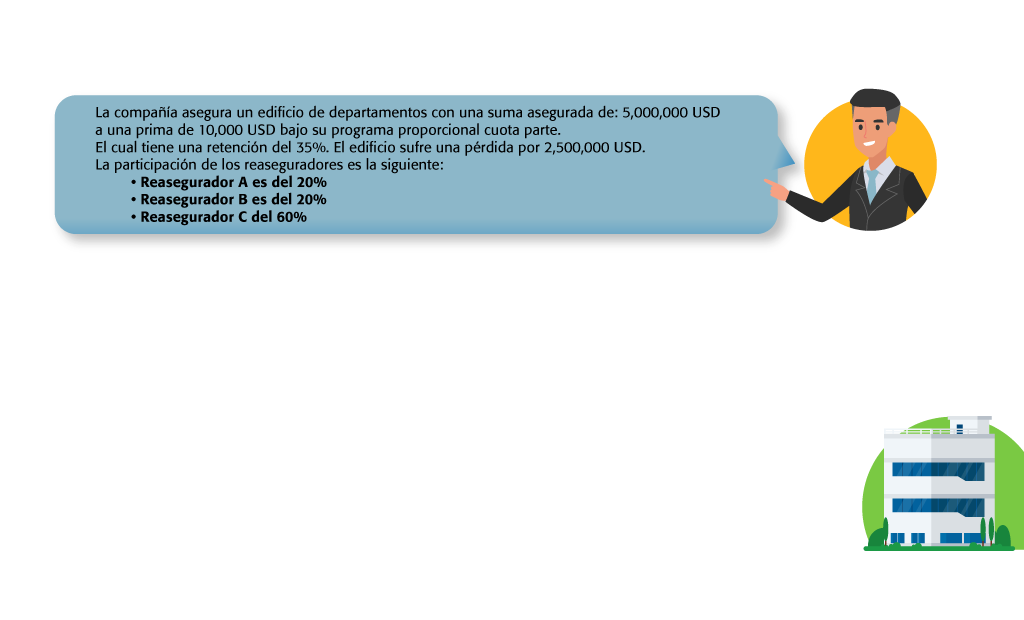 La compañía asegura un edificio de departamentos con una suma asegurada de: 5,000,000 USD
a una prima de 10,000 USD bajo su programa proporcional cuota parte.
El cual tiene una retención del 35%. El edificio sufre una pérdida por 2,500,000 USD.
La participación de los reaseguradores es la siguiente:
• Reasegurador A es del 20%
• Reasegurador B es del 20%
• Reasegurador C del 60%